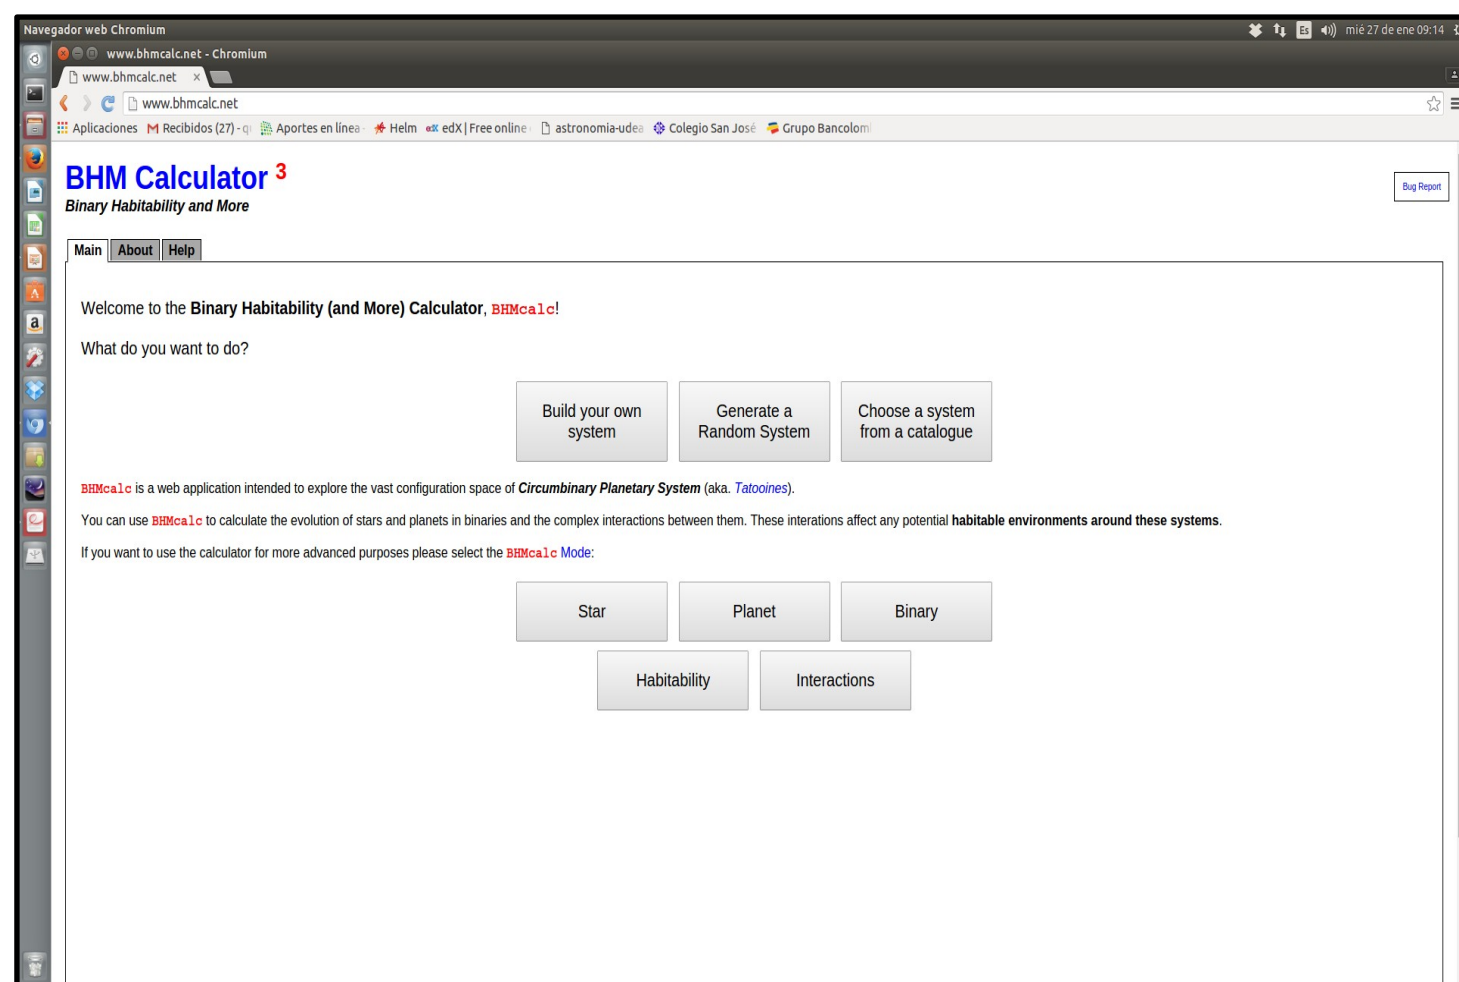 Navegador web Chromium
Es
mié 27 de ene 09:14
www.bhmcalc.net - Chromium
www.bhmcalc.net ×
www.bhmcalc.net
Aplicaciones Recibidos (27) - Aportes en línea - Helm edX | Free online astronomia-udea Colegio San José Grupo Bancolom
BHM Calculator 3
Binary Habitability and More
Bug Report
Main About Help
Welcome to the Binary Habitability (and More) Calculator, BHMcalc!
What do you want to do?
Build your own system
Generate a Random System
Choose a system from a catalogue
BHMcalc is a web application intended to explore the vast configuration space of Circumbinary Planetary System (aka. Tatooines).
You can use BHMcalc to calculate the evolution of stars and planets in binaries and the complex interactions between them. These interations affect any potential habitable environments around these systems.
If you want to use the calculator for more advanced purposes please select the BHMcalc Mode:
Star Planet Binary
Habitability Interactions